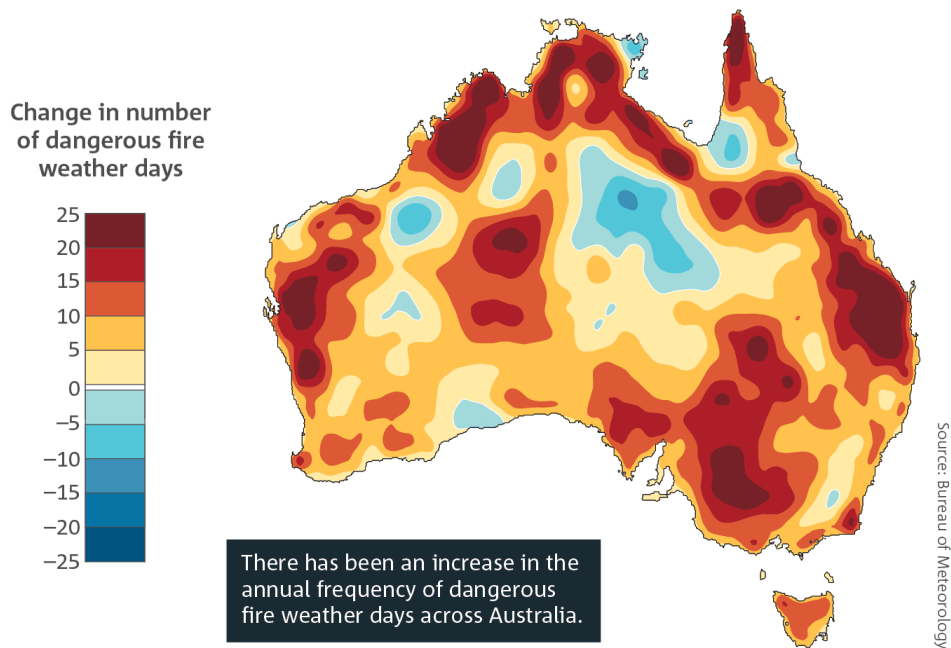 Change in number
of dangerous fire
weather days
25
20
15
10
5
0
−5
−10
−15
−20
−25
There has been an increase in the
annual frequency of dangerous
fire weather days across Australia.
Source: Bureau of Meteorology